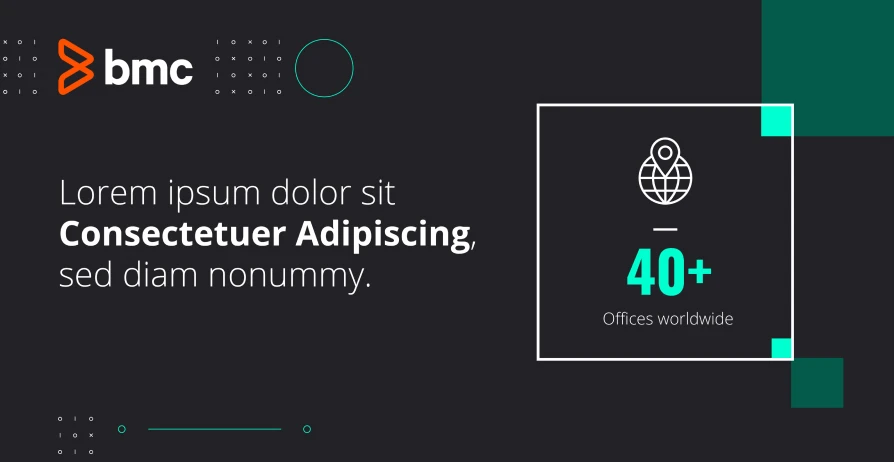 bmc
Lorem ipsum dolor sit
Consectetuer Adipiscing,
sed diam nonummy.
40+
Offices worldwide